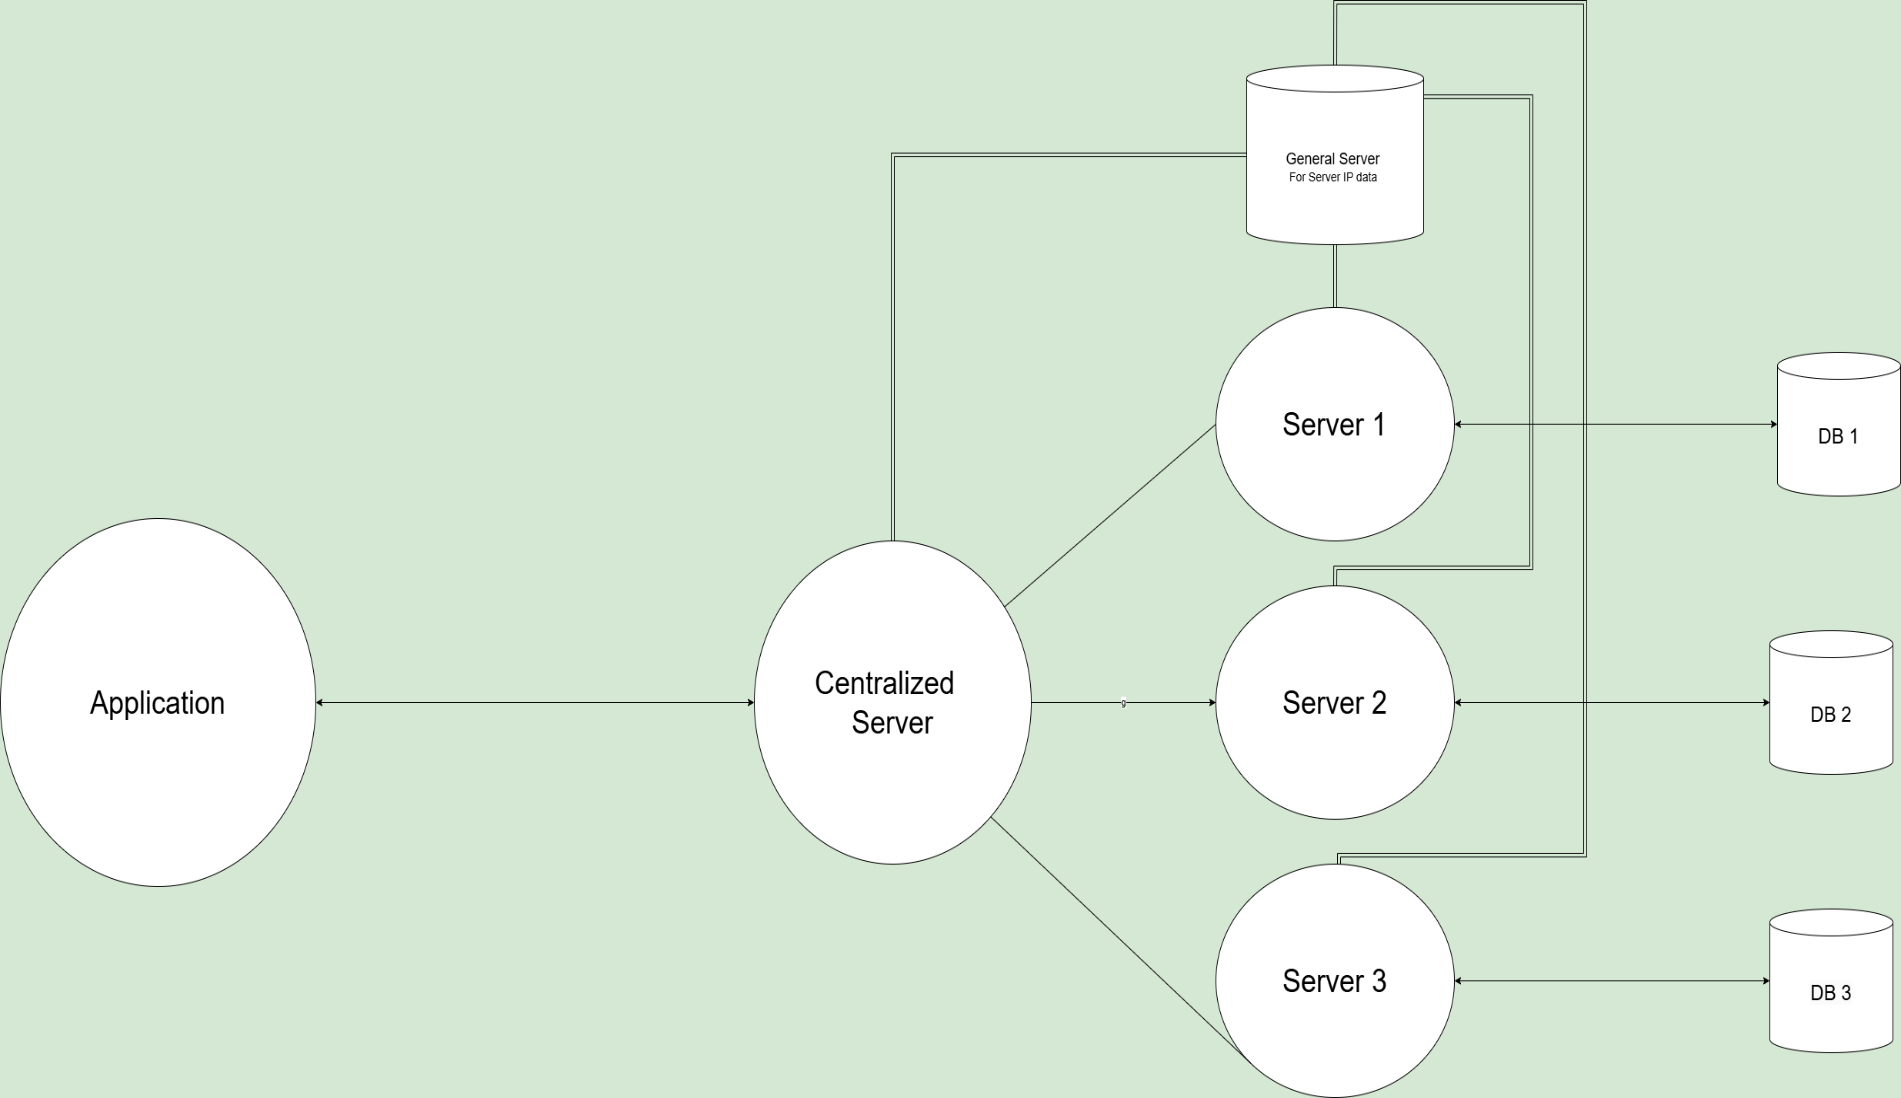 General Server
For Server IP data
Server 1
DB 1
Application
Centralized
Server
g
Server 2
DB 2
Server 3
DB 3